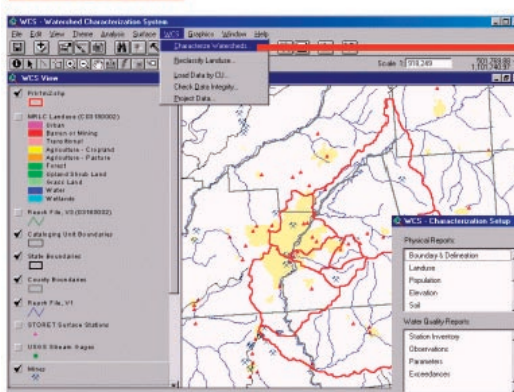 WCS - Watershed Characterization System
File Edit View Theme Analysis Surface WCS Graphics Window Help
Characterize Watersheds
Reclassify Landuse...
Load Data by CU...
Check Data Integrity...
Project Data...
Scale 1: 918,249
WCS View
MRLC Landuse (03180002)
Urban
Barren or Mining
Transitional
Agriculture - Cropland
Agriculture - Pasture
Forest
Upland Shrub Land
Grass Land
Water
Wetlands
Reach File, V3 (03180002)
Cataloging Unit Boundaries
State Boundaries
County Boundaries
Reach File, V1
STORET Surface Stations
USGS Stream Gages
Mines
WCS - Characterization Setup
Physical Reports:
Boundary & Delineation
Landuse
Population
Elevation
Soil
Water Quality Reports:
Station Inventory
Observations
Parameters
Exceedances